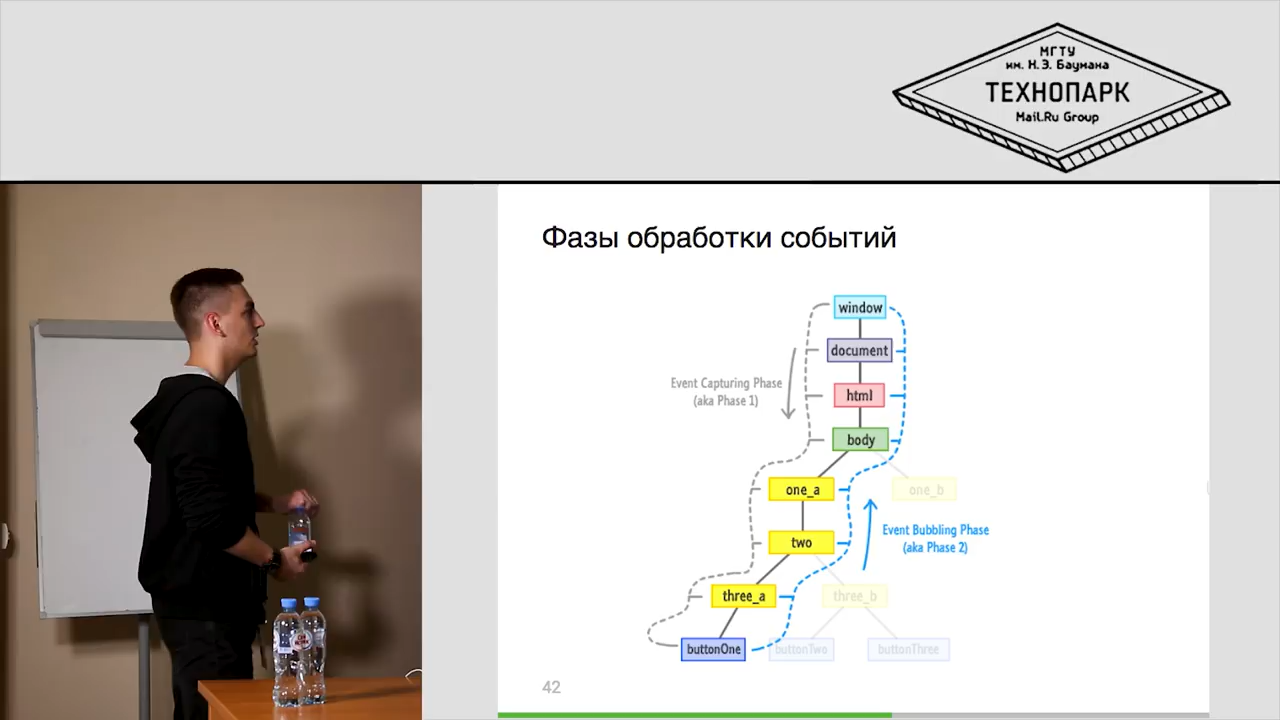 МГТУ
им. Н.Э. Баумана
ТЕХНОПАРК
Mail.Ru Group
Фазы обработки событий
window
document
Event Capturing Phase
(aka Phase 1)
html
body
one_a
one_b
two
Event Bubbling Phase
(aka Phase 2)
three_a
three_b
buttonOne
buttonTwo
buttonThree
42